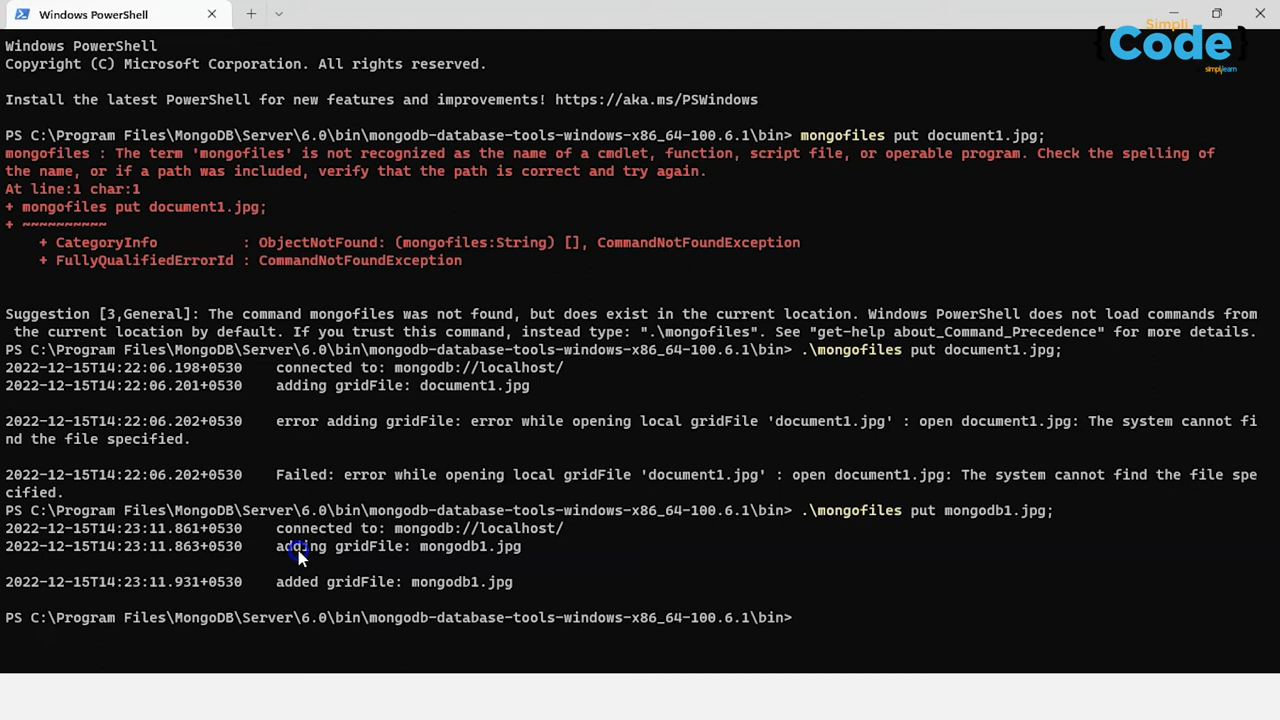 Windows PowerShell
Simpli
{Code}
simplilearn
Windows PowerShell
Copyright (C) Microsoft Corporation. All rights reserved.
Install the latest PowerShell for new features and improvements! https://aka.ms/PSWindows
PS C:\Program Files\MongoDB\Server\6.0\bin\mongodb-database-tools-windows-x86_64-100.6.1\bin> mongofiles put document1.jpg;
mongofiles : The term 'mongofiles' is not recognized as the name of a cmdlet, function, script file, or operable program. Check the spelling of
the name, or if a path was included, verify that the path is correct and try again.
At line:1 char:1
+ mongofiles put document1.jpg;
+ ~~~~~~~~~~
    + CategoryInfo          : ObjectNotFound: (mongofiles:String) [], CommandNotFoundException
    + FullyQualifiedErrorId : CommandNotFoundException
Suggestion [3,General]: The command mongofiles was not found, but does exist in the current location. Windows PowerShell does not load commands from
 the current location by default. If you trust this command, instead type: ".\mongofiles". See "get-help about_Command_Precedence" for more details.
PS C:\Program Files\MongoDB\Server\6.0\bin\mongodb-database-tools-windows-x86_64-100.6.1\bin> .\mongofiles put document1.jpg;
2022-12-15T14:22:06.198+0530    connected to: mongodb://localhost/
2022-12-15T14:22:06.201+0530    adding gridFile: document1.jpg
2022-12-15T14:22:06.202+0530    error adding gridFile: error while opening local gridFile 'document1.jpg' : open document1.jpg: The system cannot fi
nd the file specified.
2022-12-15T14:22:06.202+0530    Failed: error while opening local gridFile 'document1.jpg' : open document1.jpg: The system cannot find the file spe
cified.
PS C:\Program Files\MongoDB\Server\6.0\bin\mongodb-database-tools-windows-x86_64-100.6.1\bin> .\mongofiles put mongodb1.jpg;
2022-12-15T14:23:11.861+0530    connected to: mongodb://localhost/
2022-12-15T14:23:11.863+0530    adding gridFile: mongodb1.jpg
2022-12-15T14:23:11.931+0530    added gridFile: mongodb1.jpg
PS C:\Program Files\MongoDB\Server\6.0\bin\mongodb-database-tools-windows-x86_64-100.6.1\bin>